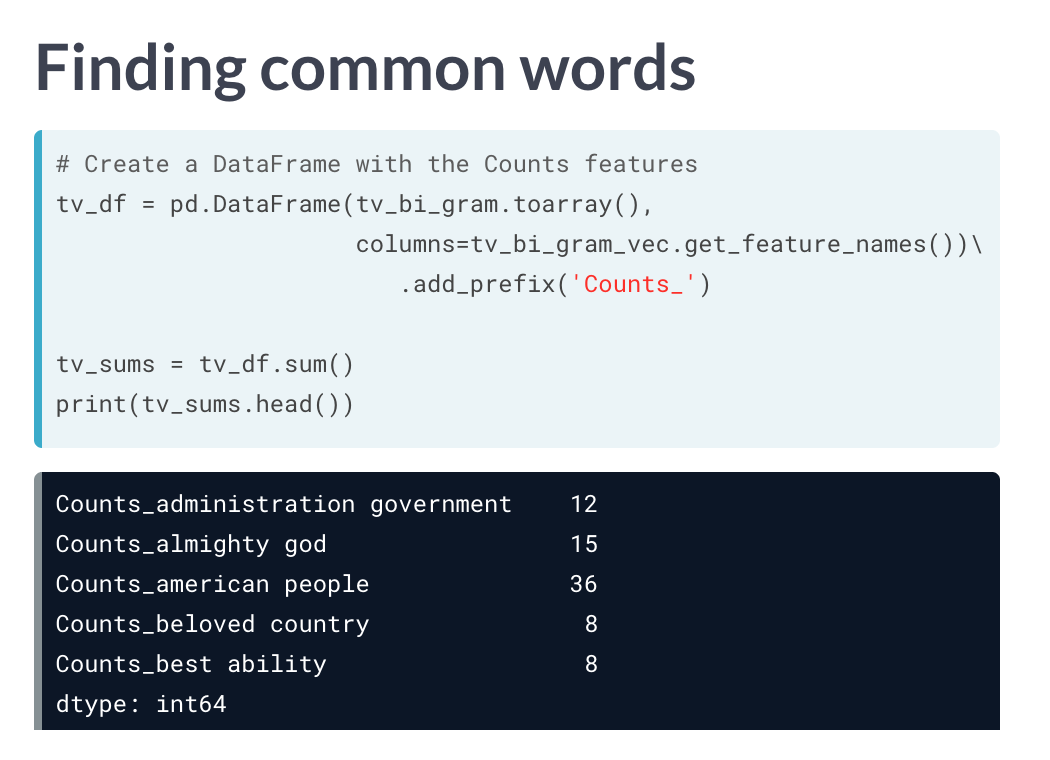 Finding common words
# Create a DataFrame with the Counts features
tv_df = pd.DataFrame(tv_bi_gram.toarray(),
                     columns=tv_bi_gram_vec.get_feature_names())\
                        .add_prefix('Counts_')
tv_sums = tv_df.sum()
print(tv_sums.head())
Counts_administration government    12
Counts_almighty god                 15
Counts_american people              36
Counts_beloved country               8
Counts_best ability                  8
dtype: int64